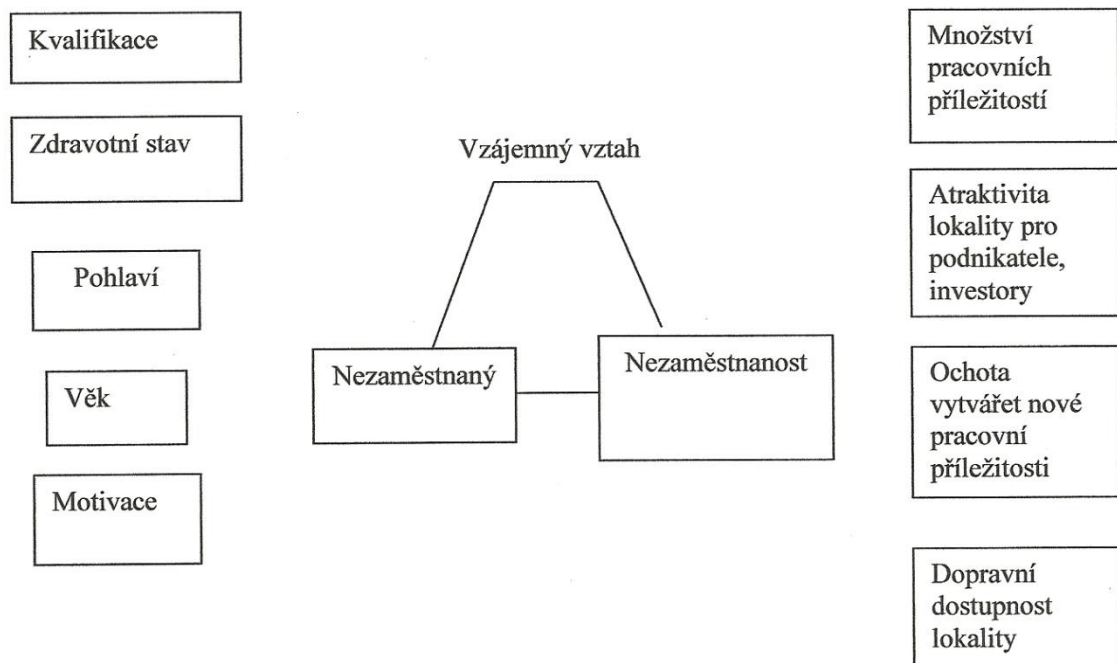 Kvalifikace
Zdravotní stav
Pohlaví
Věk
Motivace
Vzájemný vztah
Nezaměstnaný
Nezaměstnanost
Množství
pracovních
příležitostí
Atraktivita
lokality pro
podnikatele,
investory
Ochota
vytvářet nové
pracovní
příležitosti
Dopravní
dostupnost
lokality